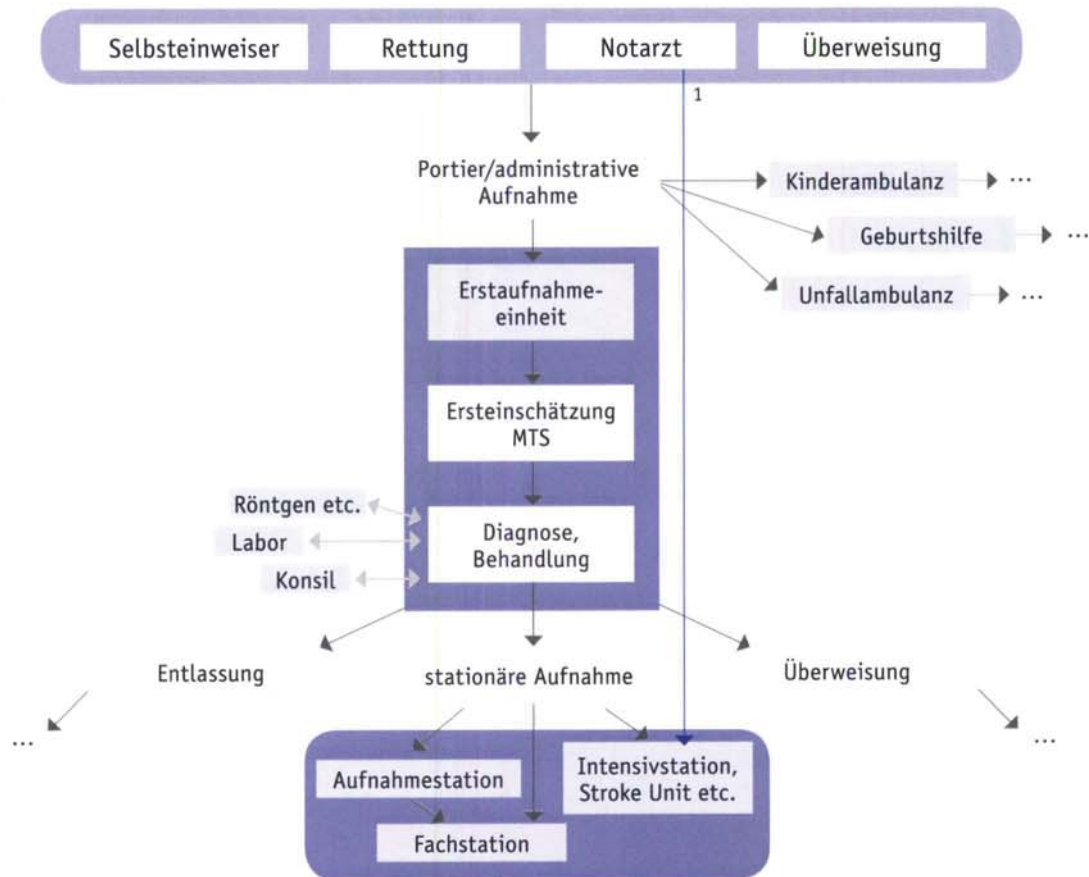 Selbsteinweiser
Rettung
Notarzt
Überweisung
1
Portier/administrative
Aufnahme
Kinderambulanz
...
Geburtshilfe
...
Unfallambulanz
...
Erstaufnahme-
einheit
Ersteinschätzung
MTS
Röntgen etc.
Labor
Konsil
Diagnose,
Behandlung
Entlassung
stationäre Aufnahme
Überweisung
...
...
Aufnahmestation
Intensivstation,
Stroke Unit etc.
Fachstation